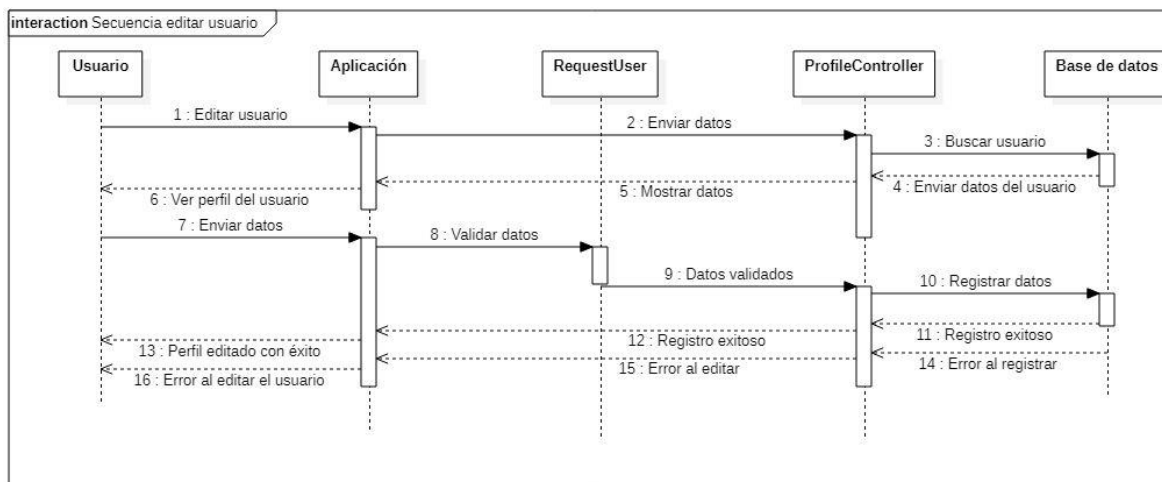 interaction Secuencia editar usuario
Usuario
Aplicación
RequestUser
ProfileController
Base de datos
1 : Editar usuario
2 : Enviar datos
3 : Buscar usuario
4 : Enviar datos del usuario
5 : Mostrar datos
6 : Ver perfil del usuario
7 : Enviar datos
8 : Validar datos
9 : Datos validados
10 : Registrar datos
11 : Registro exitoso
12 : Registro exitoso
13 : Perfil editado con éxito
14 : Error al registrar
15 : Error al editar
16 : Error al editar el usuario